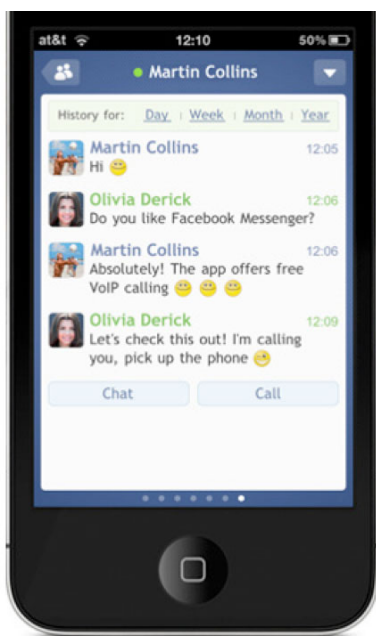 at&t 12:10 50%
Martin Collins
History for: Day Week Month Year
Martin Collins 12:05
Hi
Olivia Derick 12:06
Do you like Facebook Messenger?
Martin Collins 12:06
Absolutely! The app offers free
VoIP calling
Olivia Derick 12:09
Let's check this out! I'm calling
you, pick up the phone
Chat Call